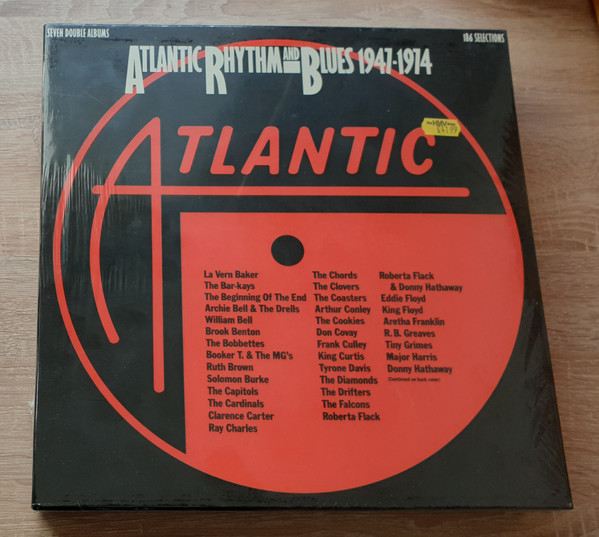 SEVEN DOUBLE ALBUMS
186 SELECTIONS
ATLANTIC RHYTHM AND BLUES 1947-1974
ATLANTIC
La Vern Baker
The Bar-kays
The Beginning Of The End
Archie Bell & The Drells
William Bell
Brook Benton
The Bobbettes
Booker T. & The MG's
Ruth Brown
Solomon Burke
The Capitols
The Cardinals
Clarence Carter
Ray Charles
The Chords
The Clovers
The Coasters
Arthur Conley
The Cookies
Don Covay
Frank Culley
King Curtis
Tyrone Davis
The Diamonds
The Drifters
The Falcons
Roberta Flack
Roberta Flack
& Donny Hathaway
Eddie Floyd
King Floyd
Aretha Franklin
R. B. Greaves
Tiny Grimes
Major Harris
Donny Hathaway
(Continued on back cover)